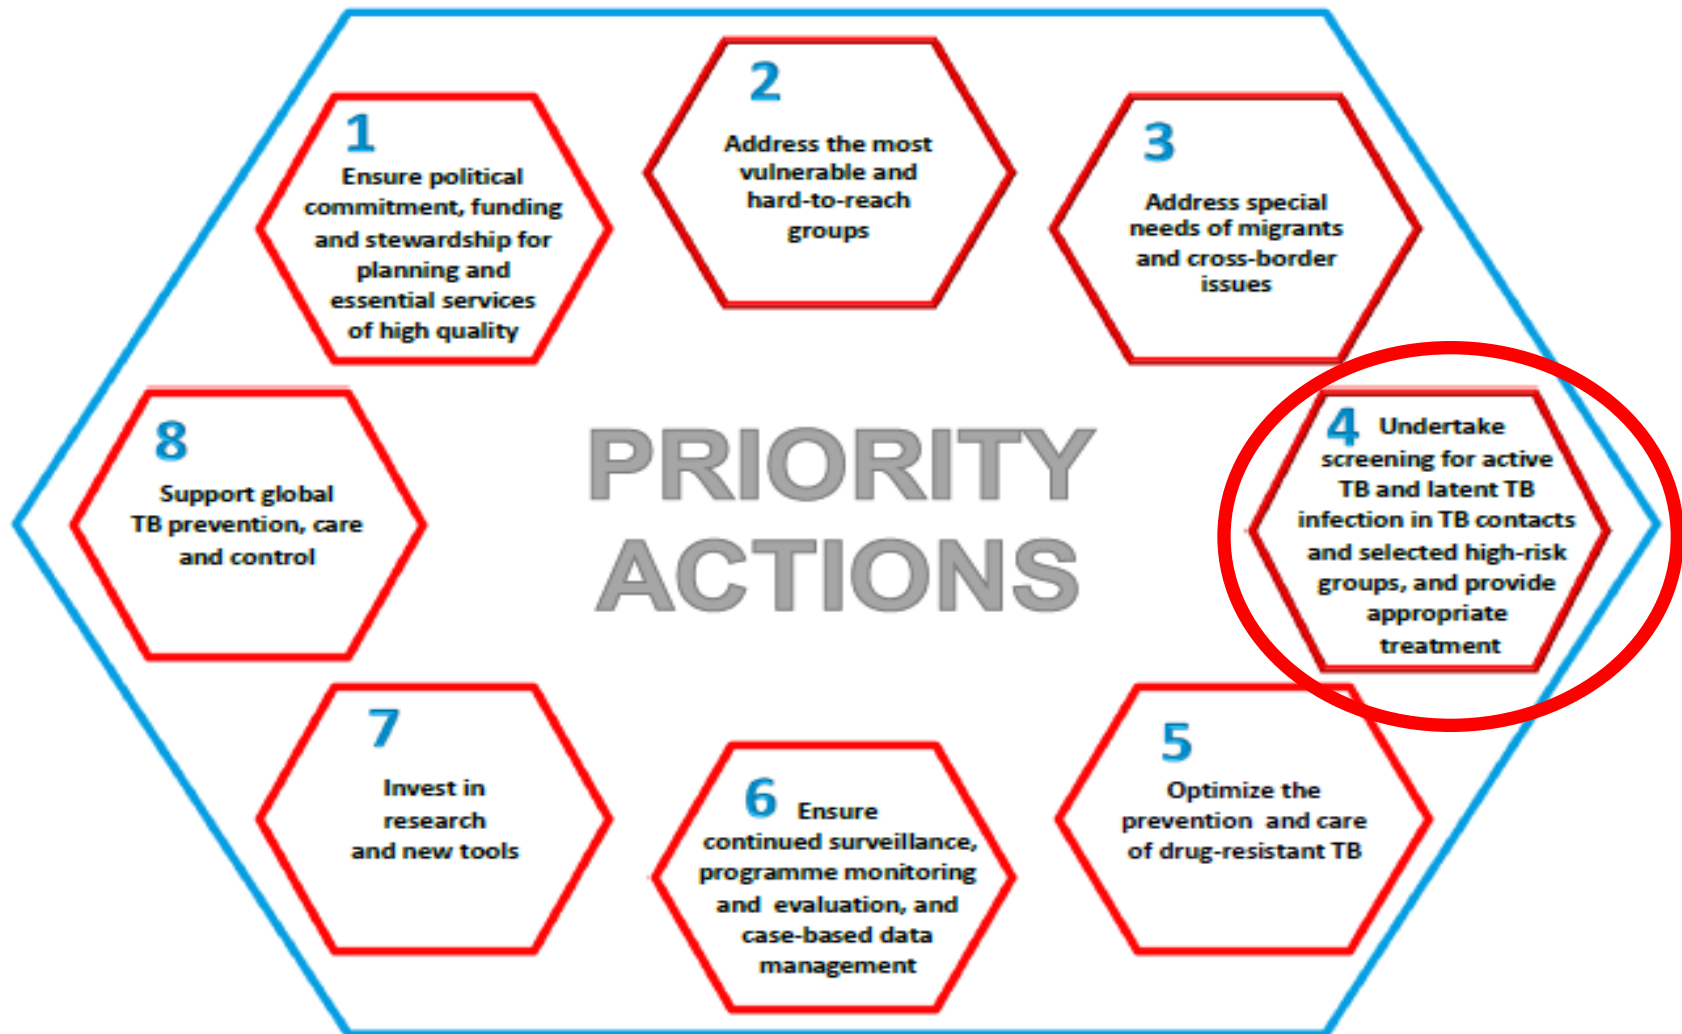 PRIORITY
ACTIONS
1
Ensure political
commitment, funding
and stewardship for
planning and
essential services
of high quality
2
Address the most
vulnerable and
hard-to-reach
groups
3
Address special
needs of migrants
and cross-border
issues
4 Undertake
screening for active
TB and latent TB
infection in TB contacts
and selected high-risk
groups, and provide
appropriate
treatment
5
Optimize the
prevention and care
of drug-resistant TB
6 Ensure
continued surveillance,
programme monitoring
and evaluation, and
case-based data
management
7
Invest in
research
and new tools
8
Support global
TB prevention, care
and control